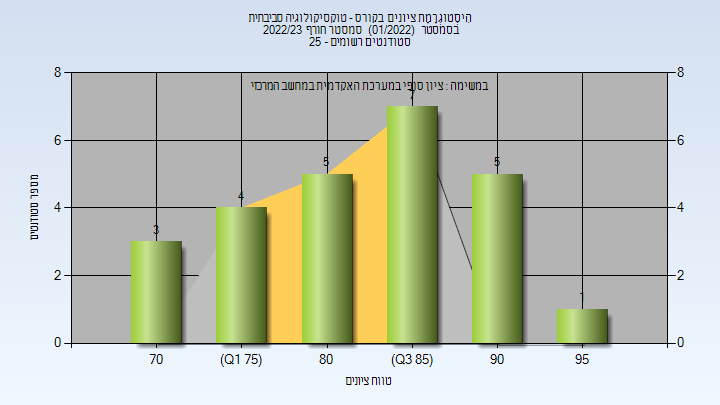 היסטוגרמת ציונים בקורס - טוקסיקולוגיה סביבתית
בסמסטר (01/2022) סמסטר חורף 2022/23
סטודנטים רשומים - 25
במשימה : ציון סופי במערכת האקדמית במחשב המרכזי
8 8
6 6
4 4
2 2
0 0
3 4 5 7 5 1
מספר סטודנטים
70 (Q1 75) 80 (Q3 85) 90 95
טווח ציונים